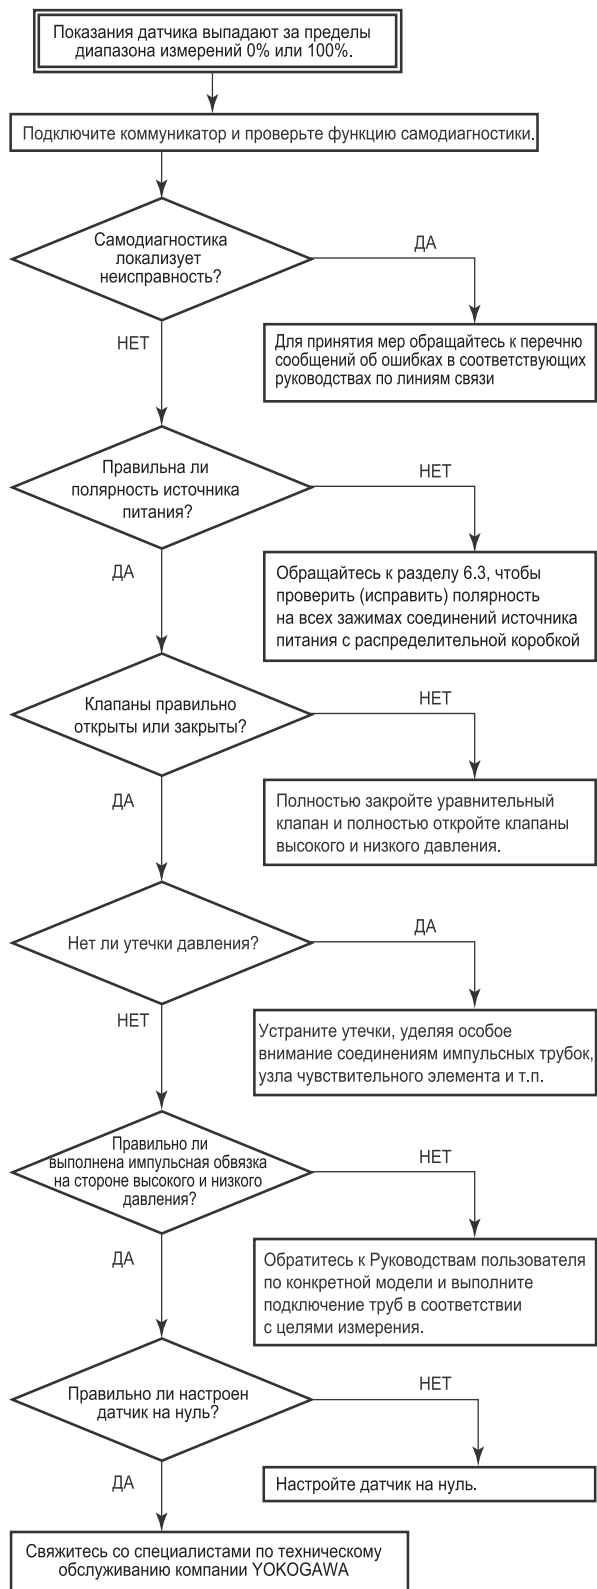 Показания датчика выпадают за пределы
диапазона измерений 0% или 100%.
Подключите коммуникатор и проверьте функцию самодиагностики.
Самодиагностика
локализует
неисправность?
ДА
НЕТ
Для принятия мер обращайтесь к перечню
сообщений об ошибках в соответствующих
руководствах по линиям связи
Правильна ли
полярность источника
питания?
НЕТ
ДА
Обращайтесь к разделу 6.3, чтобы
проверить (исправить) полярность
на всех зажимах соединений источника
питания с распределительной коробкой
Клапаны правильно
открыты или закрыты?
НЕТ
ДА
Полностью закройте уравнительный
клапан и полностью откройте клапаны
высокого и низкого давления.
Нет ли утечки давления?
ДА
НЕТ
Устраните утечки, уделяя особое
внимание соединениям импульсных трубок,
узла чувствительного элемента и т.п.
Правильно ли
выполнена импульсная обвязка
на стороне высокого и низкого
давления?
НЕТ
ДА
Обратитесь к Руководствам пользователя
по конкретной модели и выполните
подключение труб в соответствии
с целями измерения.
Правильно ли настроен
датчик на нуль?
НЕТ
ДА
Настройте датчик на нуль.
Свяжитесь со специалистами по техническому
обслуживанию компании YOKOGAWA